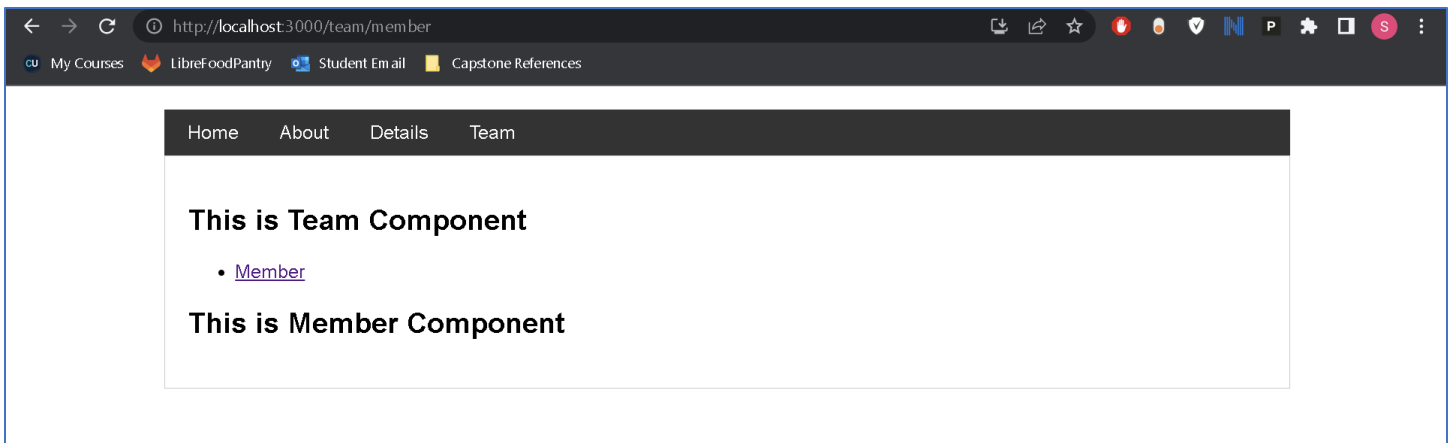 http://localhost:3000/team/member
P
S
CU My Courses LibreFoodPantry Student Email Capstone References
Home About Details Team
This is Team Component
• Member
This is Member Component